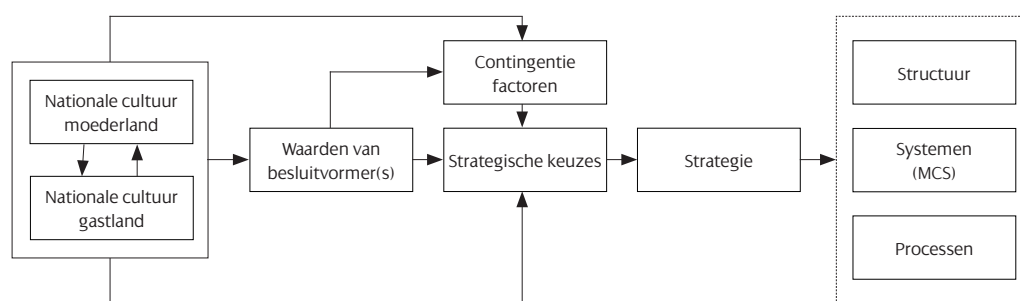 Nationale cultuur
moederland
Nationale cultuur
gastland
Waarden van
besluitvormer(s)
Contingentie
factoren
Strategische keuzes
Strategie
Structuur
Systemen
(MCS)
Processen